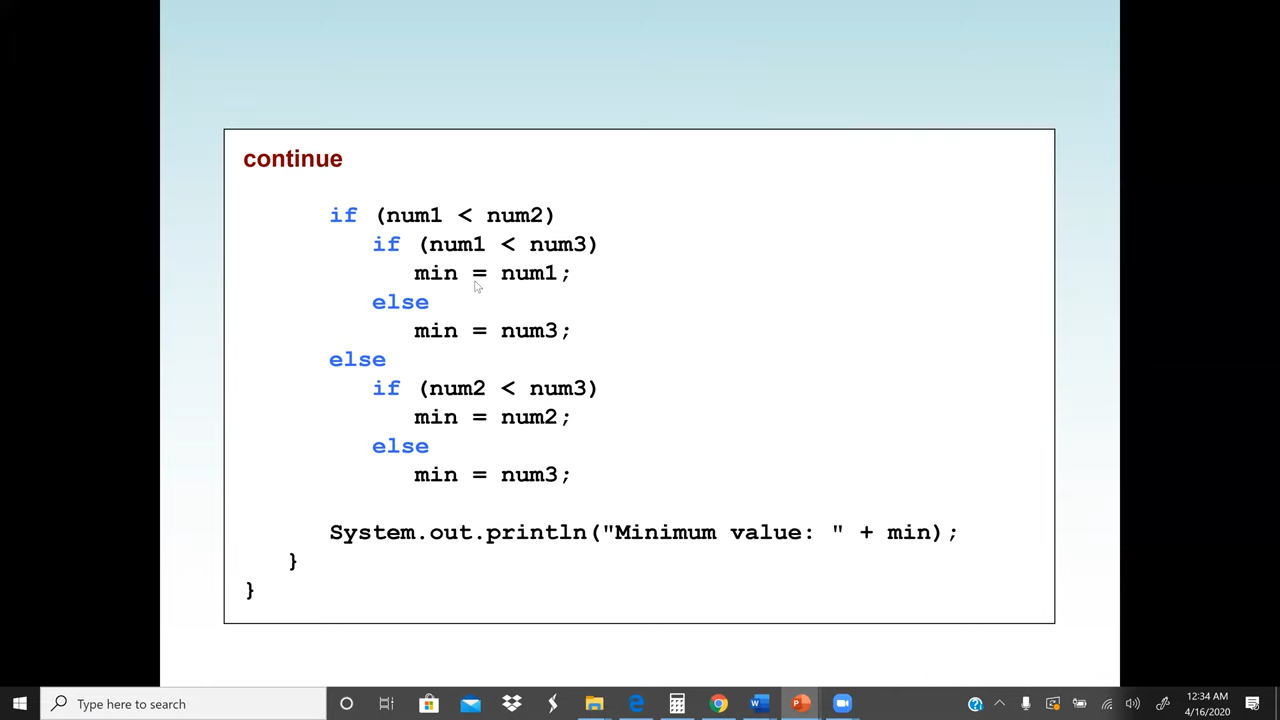 continue
if (num1 < num2)
if (num1 < num3)
min = num1;
else
min = num3;
else
if (num2 < num3)
min = num2;
else
min = num3;
System.out.println("Minimum value: " + min);
}
}
Type here to search
12:34 AM
4/16/2020